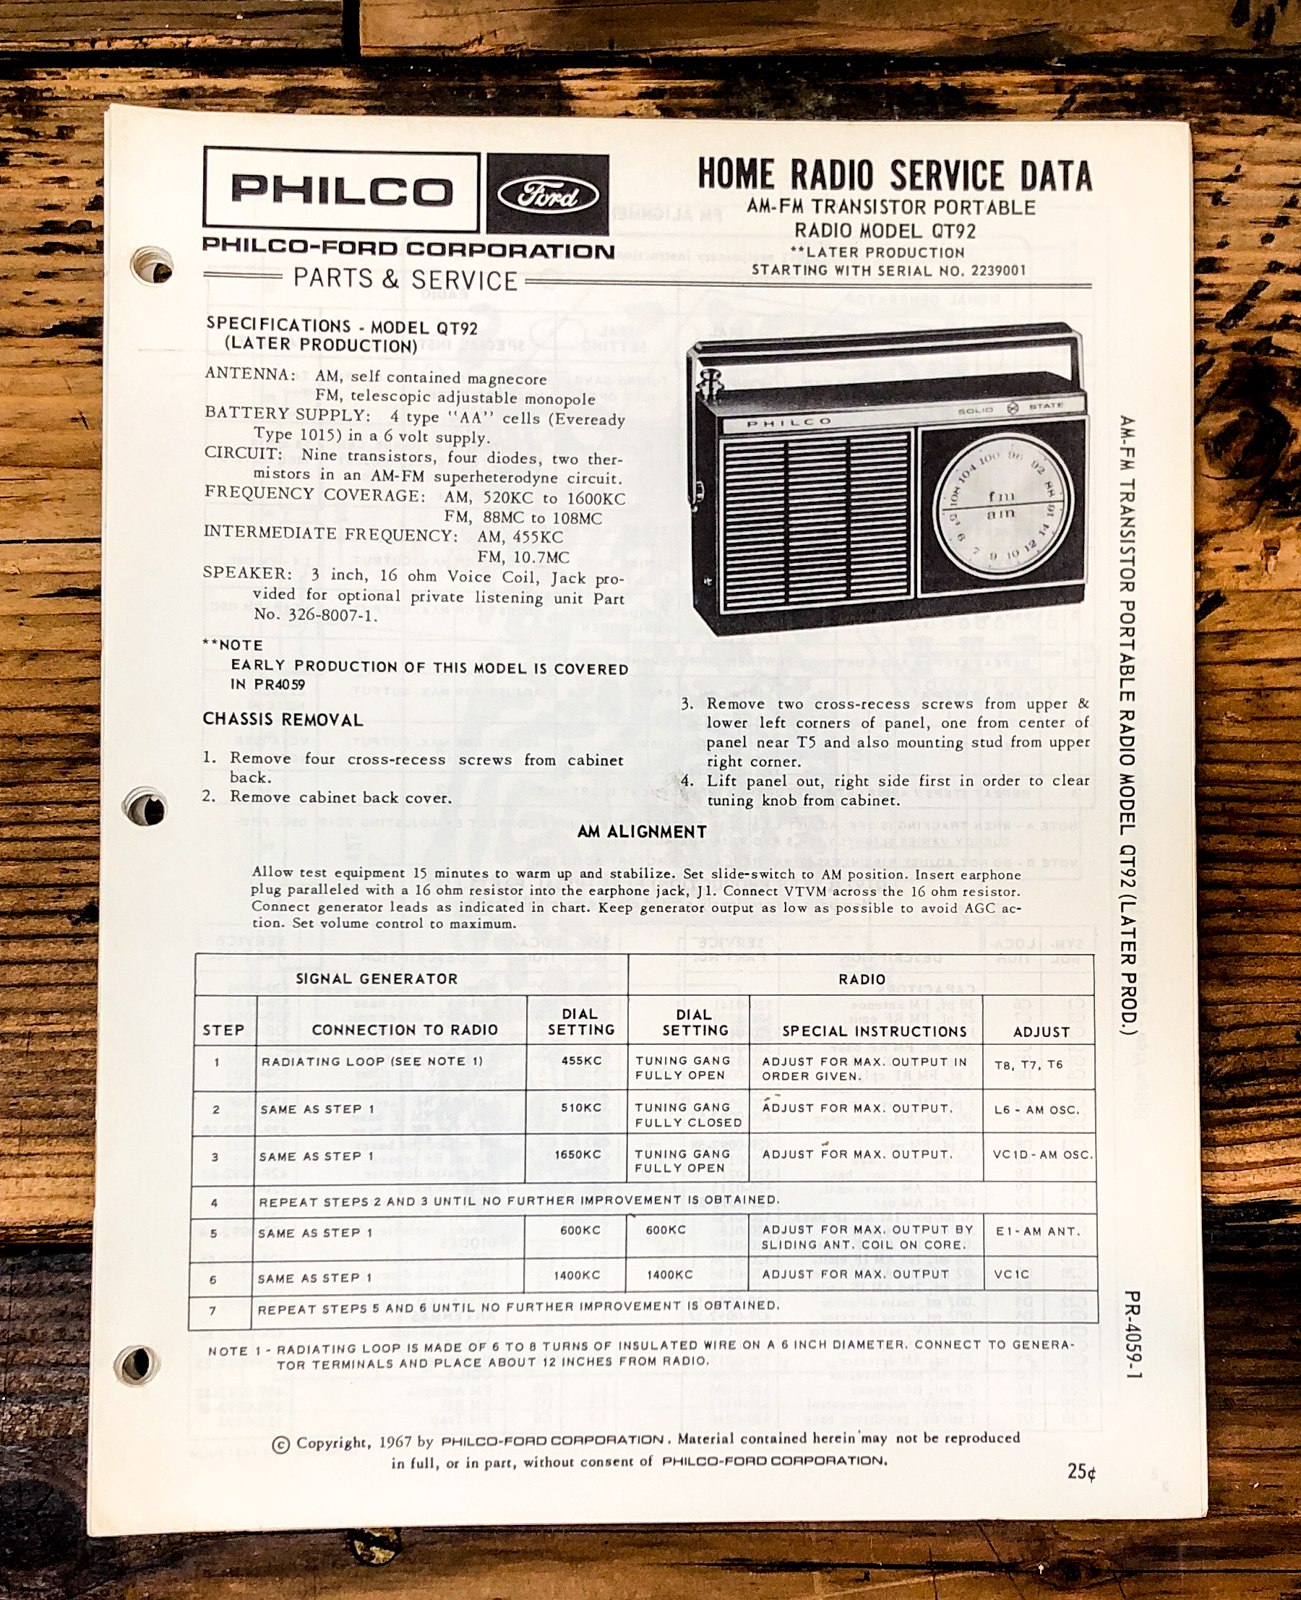 PHILCO
Ford
PHILCO-FORD CORPORATION
PARTS & SERVICE
HOME RADIO SERVICE DATA
AM-FM TRANSISTOR PORTABLE
RADIO MODEL QT92
**LATER PRODUCTION
STARTING WITH SERIAL NO. 2239001
SPECIFICATIONS - MODEL QT92
(LATER PRODUCTION)
ANTENNA: AM, self contained magnecore
FM, telescopic adjustable monopole
BATTERY SUPPLY: 4 type "AA" cells (Eveready
Type 1015) in a 6 volt supply.
CIRCUIT: Nine transistors, four diodes, two ther-
mistors in an AM-FM superheterodyne circuit.
FREQUENCY COVERAGE: AM, 520KC to 1600KC
FM, 88MC to 108MC
INTERMEDIATE FREQUENCY: AM, 455KC
FM, 10.7MC
SPEAKER: 3 inch, 16 ohm Voice Coil, Jack pro-
vided for optional private listening unit Part
No. 326-8007-1.
**NOTE
EARLY PRODUCTION OF THIS MODEL IS COVERED
IN PR4059
CHASSIS REMOVAL
1. Remove four cross-recess screws from cabinet
back.
2. Remove cabinet back cover.
PHILCO
SOLID STATE
108 104 100 96 92 88
fm
am
5½ 6 7 9 10 12 14 16
3. Remove two cross-recess screws from upper &
lower left corners of panel, one from center of
panel near T5 and also mounting stud from upper
right corner.
4. Lift panel out, right side first in order to clear
tuning knob from cabinet.
AM ALIGNMENT
Allow test equipment 15 minutes to warm up and stabilize. Set slide-switch to AM position. Insert earphone
plug paralleled with a 16 ohm resistor into the earphone jack, J1. Connect VTVM across the 16 ohm resistor.
Connect generator leads as indicated in chart. Keep generator output as low as possible to avoid AGC ac-
tion. Set volume control to maximum.
SIGNAL GENERATOR RADIO
STEP CONNECTION TO RADIO DIAL SETTING DIAL SETTING SPECIAL INSTRUCTIONS ADJUST
1 RADIATING LOOP (SEE NOTE 1) 455KC TUNING GANG FULLY OPEN ADJUST FOR MAX. OUTPUT IN ORDER GIVEN. T8, T7, T6
2 SAME AS STEP 1 510KC TUNING GANG FULLY CLOSED ADJUST FOR MAX. OUTPUT. L6 - AM OSC.
3 SAME AS STEP 1 1650KC TUNING GANG FULLY OPEN ADJUST FOR MAX. OUTPUT. VC1D - AM OSC.
4 REPEAT STEPS 2 AND 3 UNTIL NO FURTHER IMPROVEMENT IS OBTAINED.
5 SAME AS STEP 1 600KC 600KC ADJUST FOR MAX. OUTPUT BY SLIDING ANT. COIL ON CORE. E1 - AM ANT.
6 SAME AS STEP 1 1400KC 1400KC ADJUST FOR MAX. OUTPUT VC1C
7 REPEAT STEPS 5 AND 6 UNTIL NO FURTHER IMPROVEMENT IS OBTAINED.
NOTE 1 - RADIATING LOOP IS MADE OF 6 TO 8 TURNS OF INSULATED WIRE ON A 6 INCH DIAMETER. CONNECT TO GENERA-
TOR TERMINALS AND PLACE ABOUT 12 INCHES FROM RADIO.
© Copyright, 1967 by PHILCO-FORD CORPORATION. Material contained herein may not be reproduced
in full, or in part, without consent of PHILCO-FORD CORPORATION.
25¢
AM-FM TRANSISTOR PORTABLE RADIO MODEL QT92 (LATER PROD.)
PR-4059-1